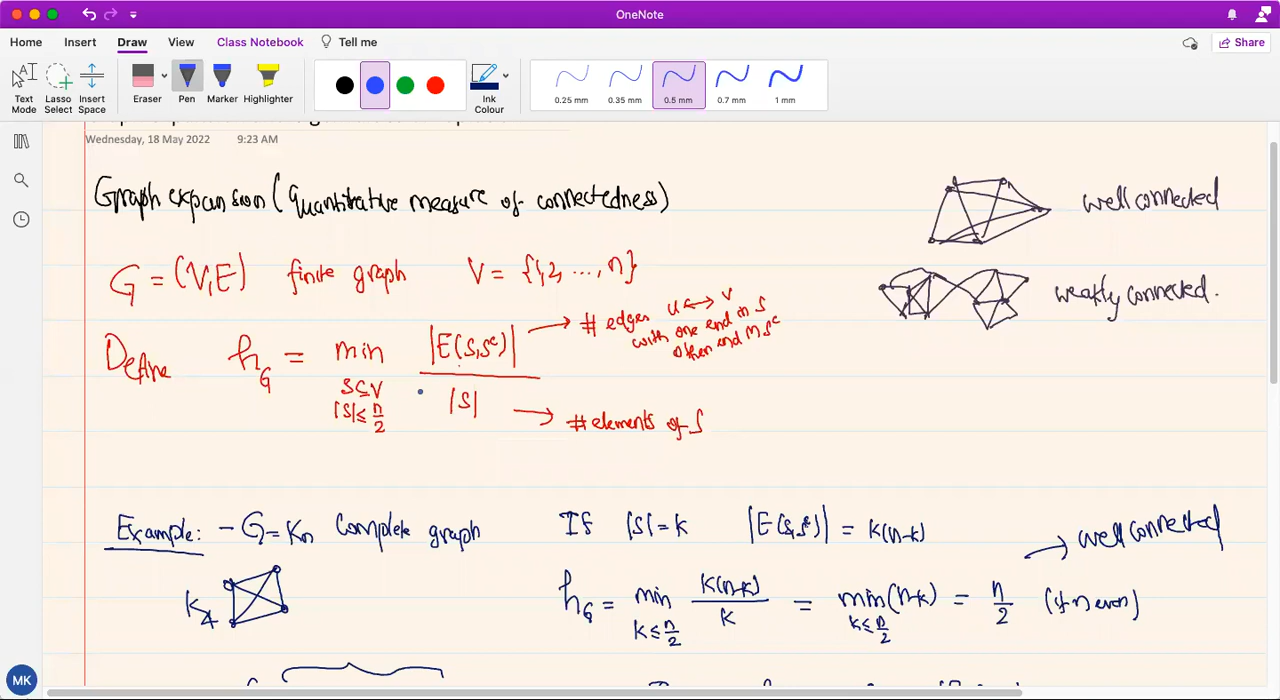 OneNote
Home Insert Draw View Class Notebook Tell me
Share
Text Mode
Lasso Select
Insert Space
Eraser
Pen
Marker
Highlighter
Ink Colour
0.25 mm 0.35 mm 0.5 mm 0.7 mm 1 mm
Wednesday, 18 May 2022 9:23 AM
Graph expansion (Quantitative measure of connectedness)
well connected
weakly connected.
G = (V,E) finite graph V = {1,2, ..., n}
Define h_G = min_{S⊆V, |S|≤n/2} |E(S,S^c)| / |S|
→ # edges u ↔ v
with one end in S
other end in S^c
→ # elements of S
Example: - G = K_n Complete graph If |S| = k |E(S,S^c)| = k(n-k)
→ well connected
K_4
h_G = min_{k≤n/2} k(n-k)/k = min_{k≤n/2} (n-k) = n/2 (if n even)
MK